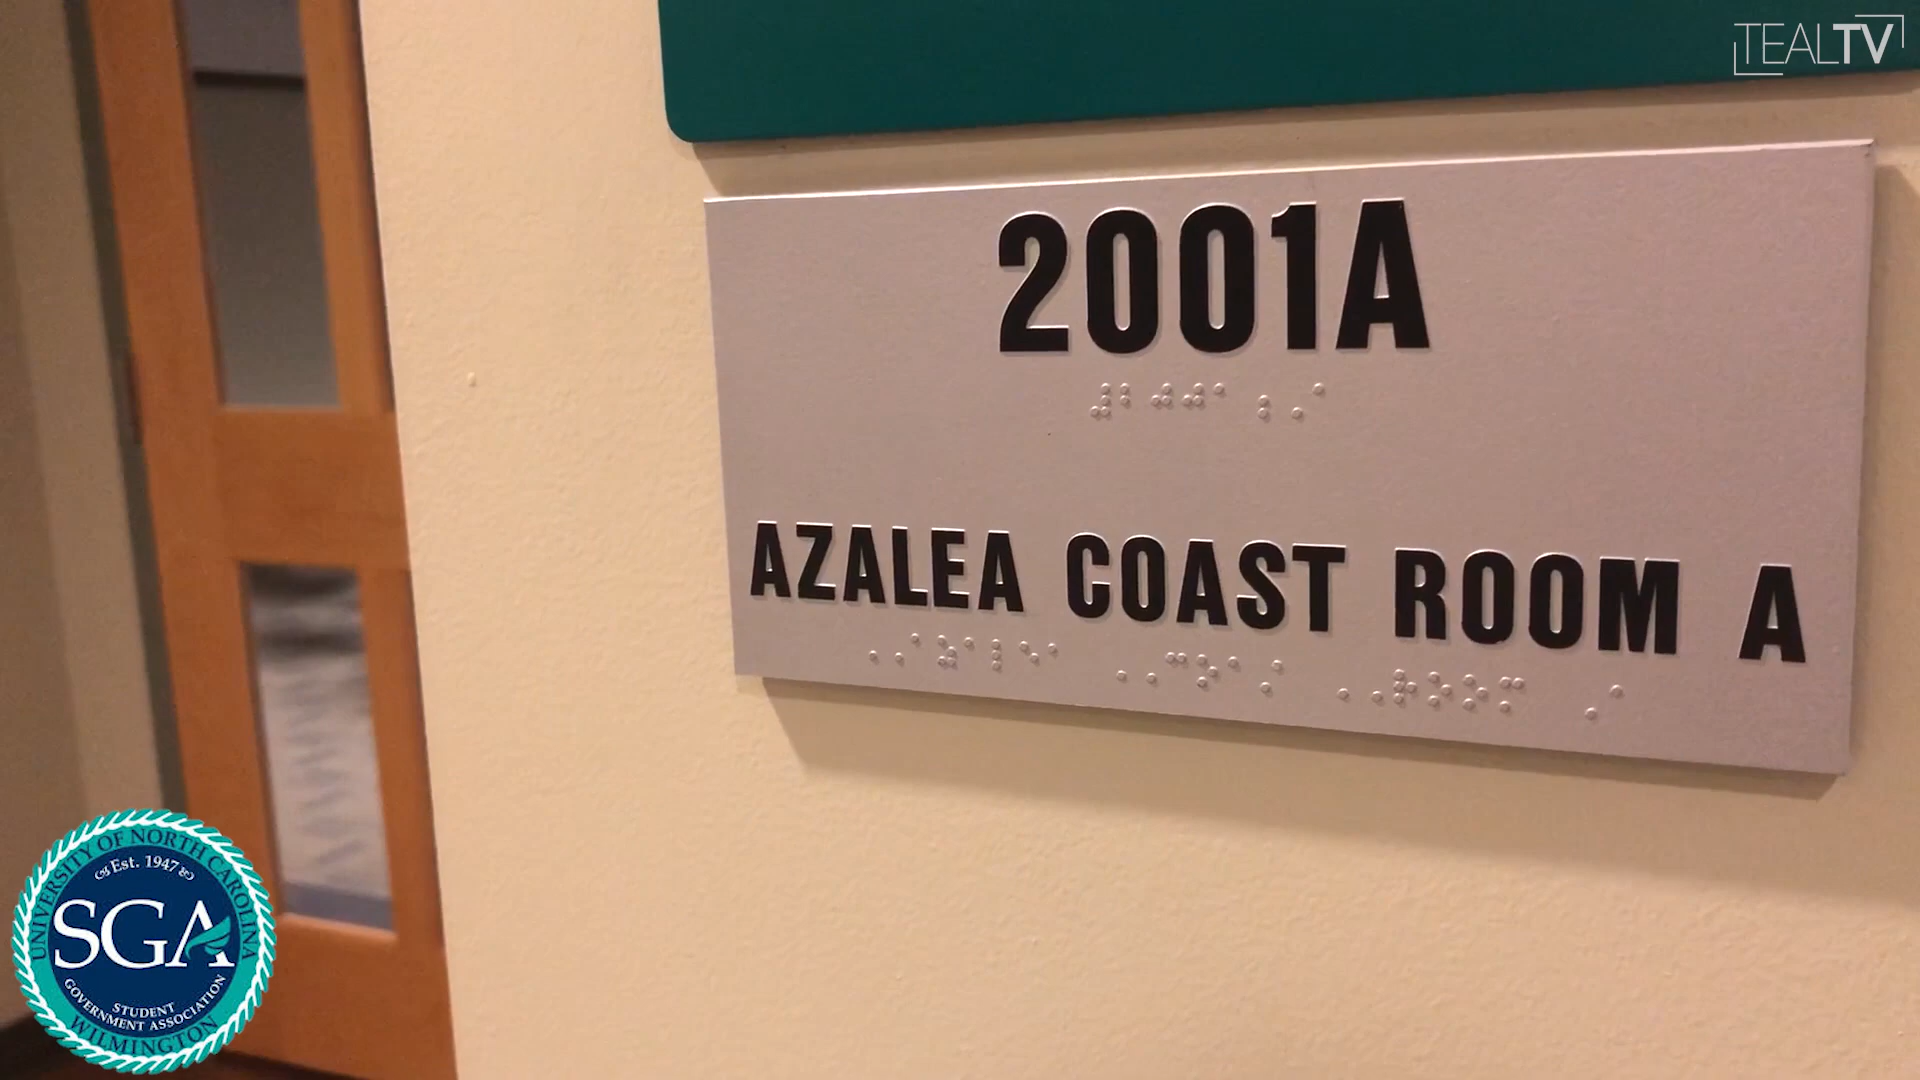 TEALTV
2001A
AZALEA COAST ROOM A
UNIVERSITY OF NORTH CAROLINA
Est. 1947
SGA
STUDENT
GOVERNMENT ASSOCIATION
WILMINGTON